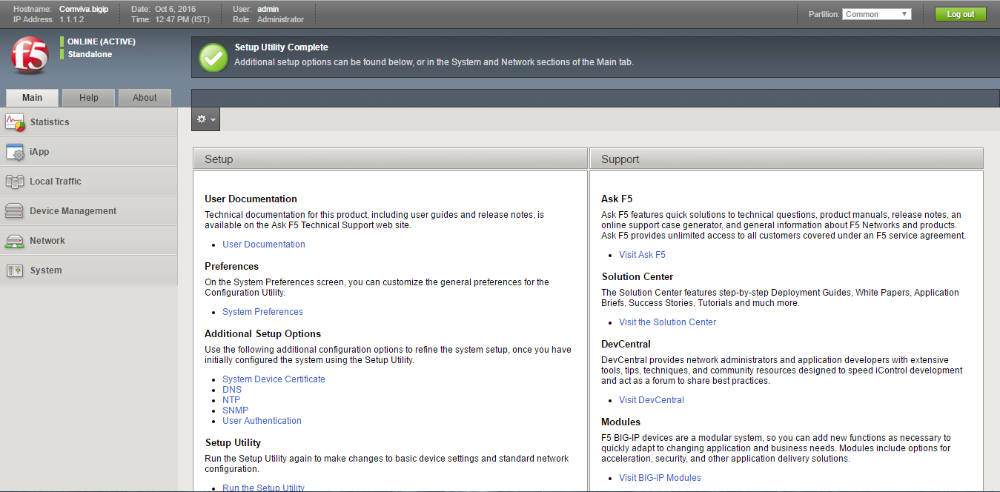 Hostname: Comviva.bigip
IP Address: 1.1.1.2
Date: Oct 6, 2016
Time: 12:47 PM (IST)
User: admin
Role: Administrator
Partition: Common
Log out
f5
ONLINE (ACTIVE)
Standalone
Setup Utility Complete
Additional setup options can be found below, or in the System and Network sections of the Main tab.
Main
Help
About
Statistics
iApp
Local Traffic
Device Management
Network
System
Setup
User Documentation
Technical documentation for this product, including user guides and release notes, is
available on the Ask F5 Technical Support web site.
User Documentation
Preferences
On the System Preferences screen, you can customize the general preferences for the
Configuration Utility.
System Preferences
Additional Setup Options
Use the following additional configuration options to refine the system setup, once you have
initially configured the system using the Setup Utility.
System Device Certificate
DNS
NTP
SNMP
User Authentication
Setup Utility
Run the Setup Utility again to make changes to basic device settings and standard network
configuration.
Run the Setup Utility
Support
Ask F5
Ask F5 features quick solutions to technical questions, product manuals, release notes, an
online support case generator, and general information about F5 Networks and products.
Ask F5 provides unlimited access to all customers covered under an F5 service agreement.
Visit Ask F5
Solution Center
The Solution Center features step-by-step Deployment Guides, White Papers, Application
Briefs, Success Stories, Tutorials and much more.
Visit the Solution Center
DevCentral
DevCentral provides network administrators and application developers with extensive
tools, tips, techniques, and community resources designed to speed iControl development
and act as a forum to share best practices.
Visit DevCentral
Modules
F5 BIG-IP devices are a modular system, so you can add new functions as necessary to
quickly adapt to changing application and business needs. Modules include options for
acceleration, security, and other application delivery solutions.
Visit BIG-IP Modules